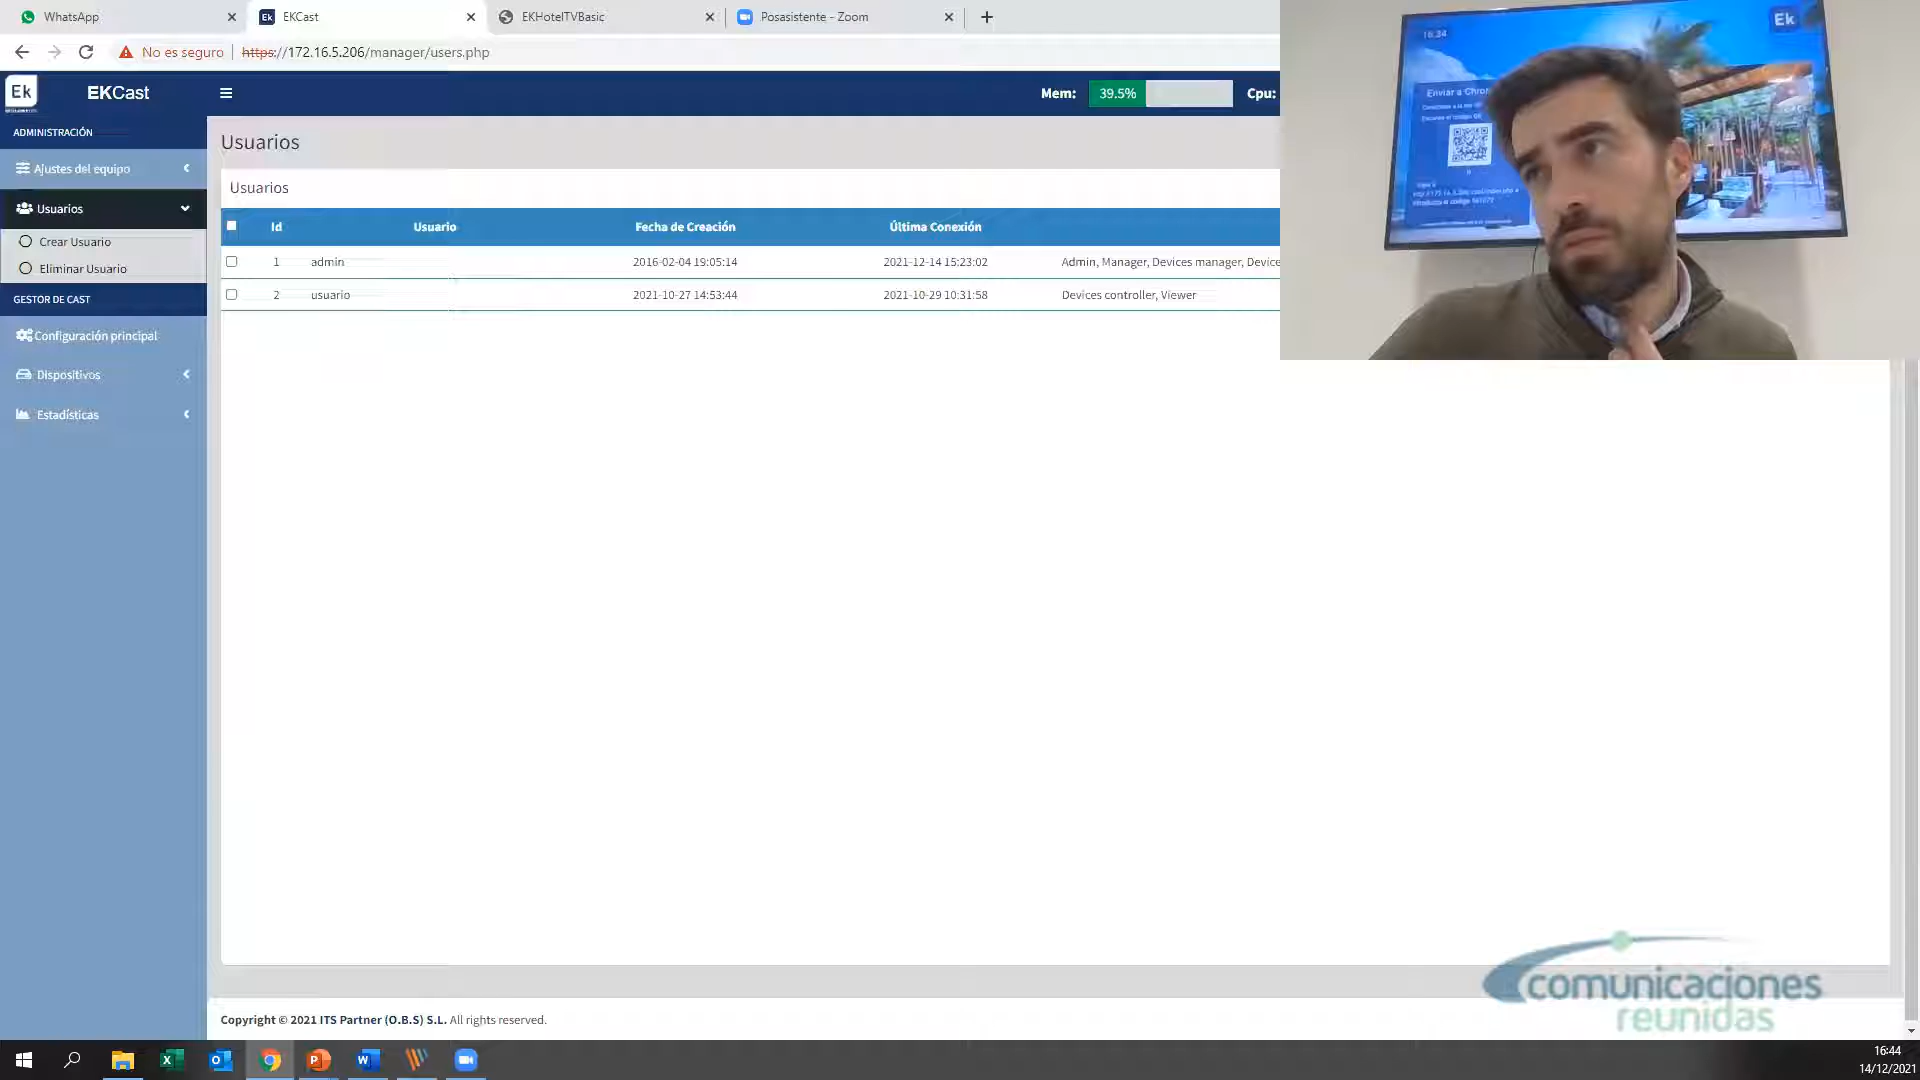 WhatsApp
EKCast
EKHotelTVBasic
Posasistente - Zoom
No es seguro
https://172.16.5.206/manager/users.php
Ek
EKCast
Mem:
39.5%
Cpu:
ADMINISTRACIÓN
Ajustes del equipo
Usuarios
Crear Usuario
Eliminar Usuario
GESTOR DE CAST
Configuración principal
Dispositivos
Estadísticas
Usuarios
Usuarios
Id
Usuario
Fecha de Creación
Última Conexión
1
admin
2016-02-04 19:05:14
2021-12-14 15:23:02
Admin, Manager, Devices manager, Device
2
usuario
2021-10-27 14:53:44
2021-10-29 10:31:58
Devices controller, Viewer
16:34
Ek
Enviar a Chro
comunicaciones
reunidas
Copyright © 2021 ITS Partner (O.B.S) S.L. All rights reserved.
16:44
14/12/2021